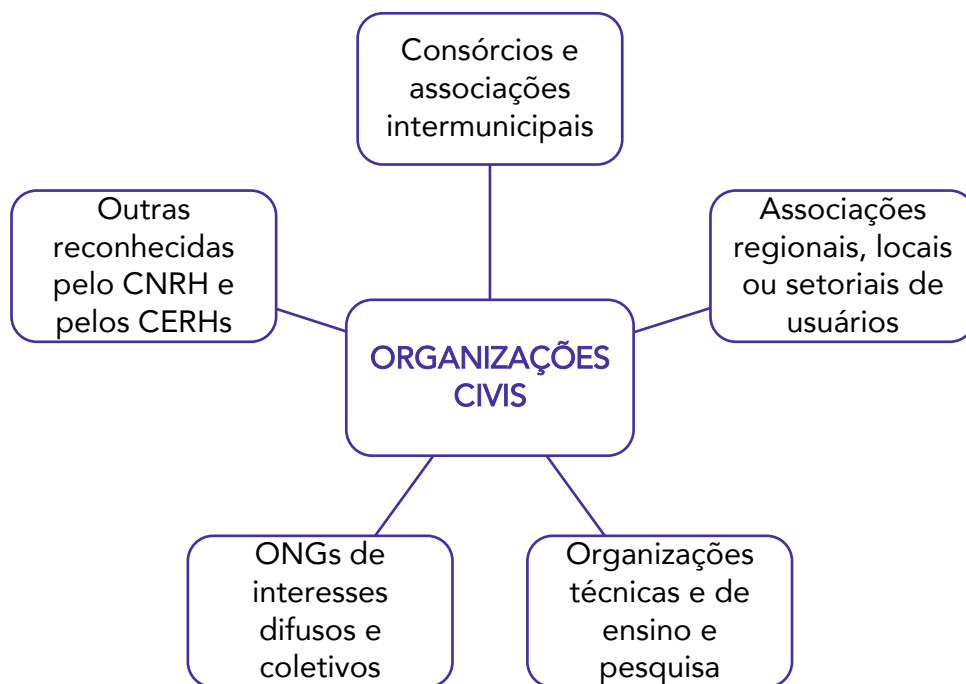 Consórcios e
associações
intermunicipais
Outras
reconhecidas
pelo CNRH e
pelos CERHs
Associações
regionais, locais
ou setoriais de
usuários
ORGANIZAÇÕES
CIVIS
ONGs de
interesses
difusos e
coletivos
Organizações
técnicas e de
ensino e
pesquisa